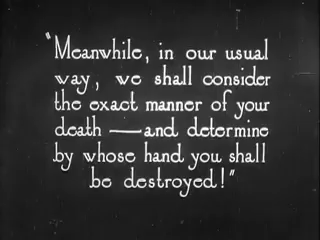 "Meanwhile, in our usual
way, we shall consider
the exact manner of your
death — and determine
by whose hand you shall
be destroyed!"